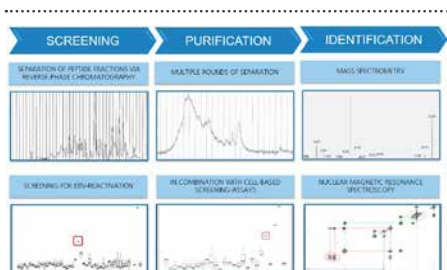 SCREENING
PURIFICATION
IDENTIFICATION
SEPARATION OF PEPTIDE FRACTIONS VIA
REVERSE-PHASE CHROMATOGRAPHY
MULTIPLE ROUNDS OF SEPARATION
MASS SPECTROMETRY
SCREENING FOR EBV-REACTIVATION
IN COMBINATION WITH CELL-BASED
SCREENING-ASSAYS
NUCLEAR MAGNETIC RESONANCE
SPECTROSCOPY